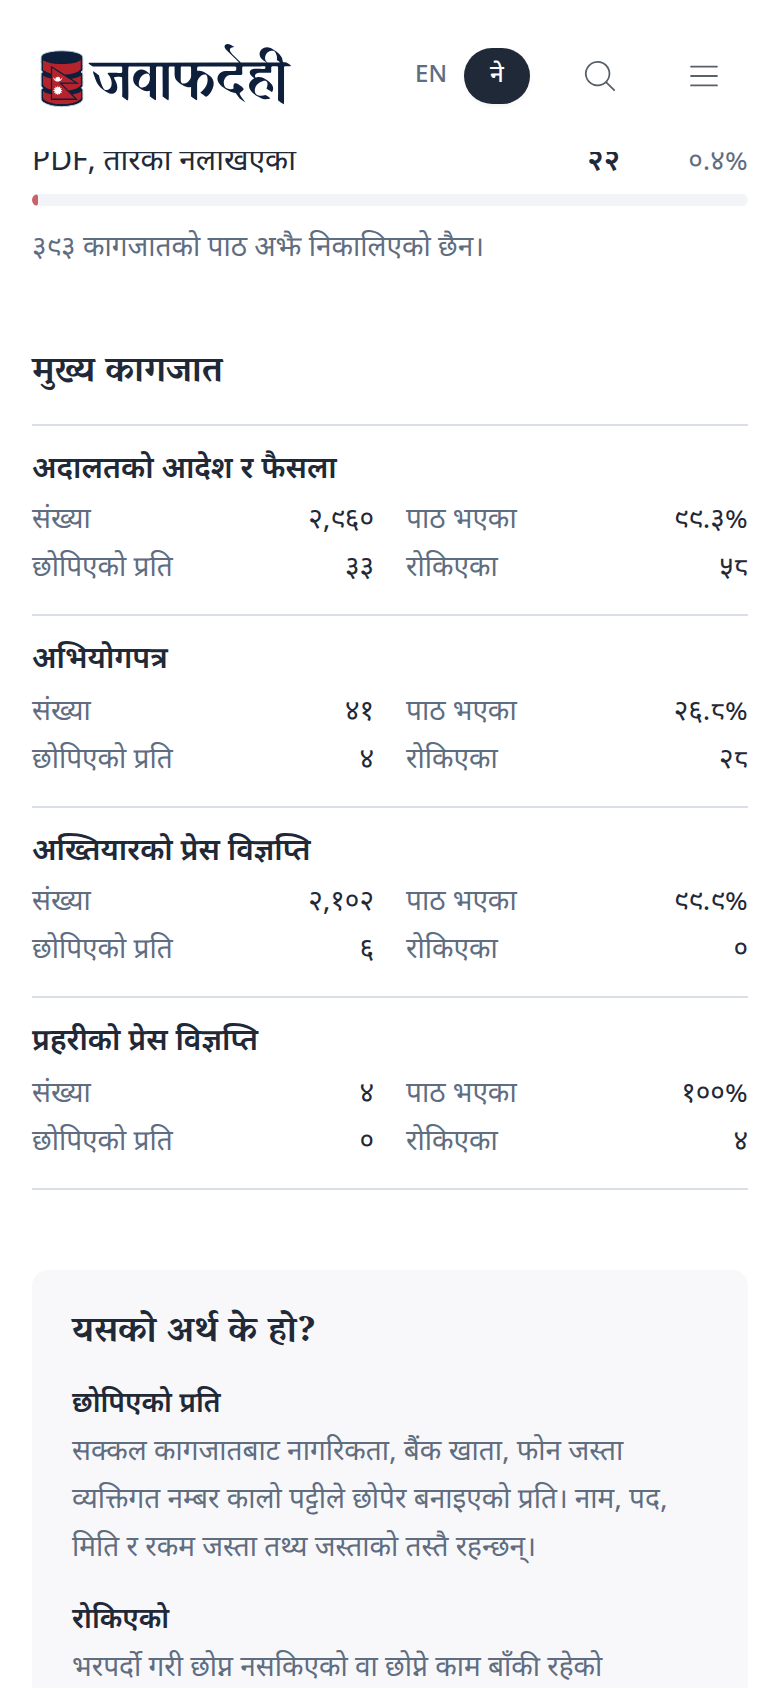 जवाफदेही
EN ने
PDF, तारिका नलाखएका २२ ०.४%
३९३ कागजातको पाठ अझै निकालिएको छैन।
मुख्य कागजात
अदालतको आदेश र फैसला
संख्या २,९६० पाठ भएका ९९.३%
छोपिएको प्रति ३३ रोकिएका ५८
अभियोगपत्र
संख्या ४१ पाठ भएका २६.८%
छोपिएको प्रति ४ रोकिएका २८
अख्तियारको प्रेस विज्ञप्ति
संख्या २,१०२ पाठ भएका ९९.९%
छोपिएको प्रति ६ रोकिएका ०
प्रहरीको प्रेस विज्ञप्ति
संख्या ४ पाठ भएका १००%
छोपिएको प्रति ० रोकिएका ४
यसको अर्थ के हो?
छोपिएको प्रति
सक्कल कागजातबाट नागरिकता, बैंक खाता, फोन जस्ता
व्यक्तिगत नम्बर कालो पट्टीले छोपेर बनाइएको प्रति। नाम, पद,
मिति र रकम जस्ता तथ्य जस्ताको तस्तै रहन्छन्।
रोकिएको
भरपर्दो गरी छोप्न नसकिएको वा छोप्ने काम बाँकी रहेको